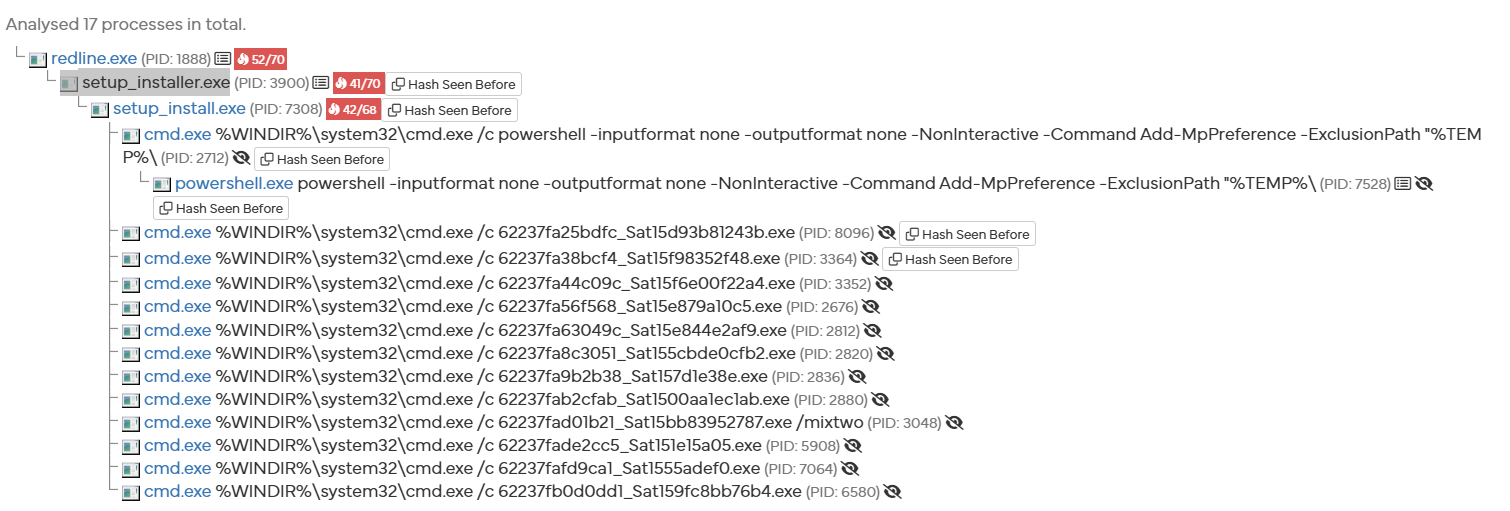 Analysed 17 processes in total.
redline.exe (PID: 1888) 52/70
setup_installer.exe (PID: 3900) 41/70 Hash Seen Before
setup_install.exe (PID: 7308) 42/68 Hash Seen Before
cmd.exe %WINDIR%\system32\cmd.exe /c powershell -inputformat none -outputformat none -NonInteractive -Command Add-MpPreference -ExclusionPath "%TEM
P%\ (PID: 2712) Hash Seen Before
powershell.exe powershell -inputformat none -outputformat none -NonInteractive -Command Add-MpPreference -ExclusionPath "%TEMP%\ (PID: 7528)
Hash Seen Before
cmd.exe %WINDIR%\system32\cmd.exe /c 62237fa25bdfc_Sat15d93b81243b.exe (PID: 8096) Hash Seen Before
cmd.exe %WINDIR%\system32\cmd.exe /c 62237fa38bcf4_Sat15f98352f48.exe (PID: 3364) Hash Seen Before
cmd.exe %WINDIR%\system32\cmd.exe /c 62237fa44c09c_Sat15f6e00f22a4.exe (PID: 3352)
cmd.exe %WINDIR%\system32\cmd.exe /c 62237fa56f568_Sat15e879a10c5.exe (PID: 2676)
cmd.exe %WINDIR%\system32\cmd.exe /c 62237fa63049c_Sat15e844e2af9.exe (PID: 2812)
cmd.exe %WINDIR%\system32\cmd.exe /c 62237fa8c3051_Sat155cbde0cfb2.exe (PID: 2820)
cmd.exe %WINDIR%\system32\cmd.exe /c 62237fa9b2b38_Sat157d1e38e.exe (PID: 2836)
cmd.exe %WINDIR%\system32\cmd.exe /c 62237fab2cfab_Sat1500aa1ec1ab.exe (PID: 2880)
cmd.exe %WINDIR%\system32\cmd.exe /c 62237fad01b21_Sat15bb83952787.exe /mixtwo (PID: 3048)
cmd.exe %WINDIR%\system32\cmd.exe /c 62237fade2cc5_Sat151e15a05.exe (PID: 5908)
cmd.exe %WINDIR%\system32\cmd.exe /c 62237fafd9ca1_Sat1555adef0.exe (PID: 7064)
cmd.exe %WINDIR%\system32\cmd.exe /c 62237fb0d0dd1_Sat159fc8bb76b4.exe (PID: 6580)